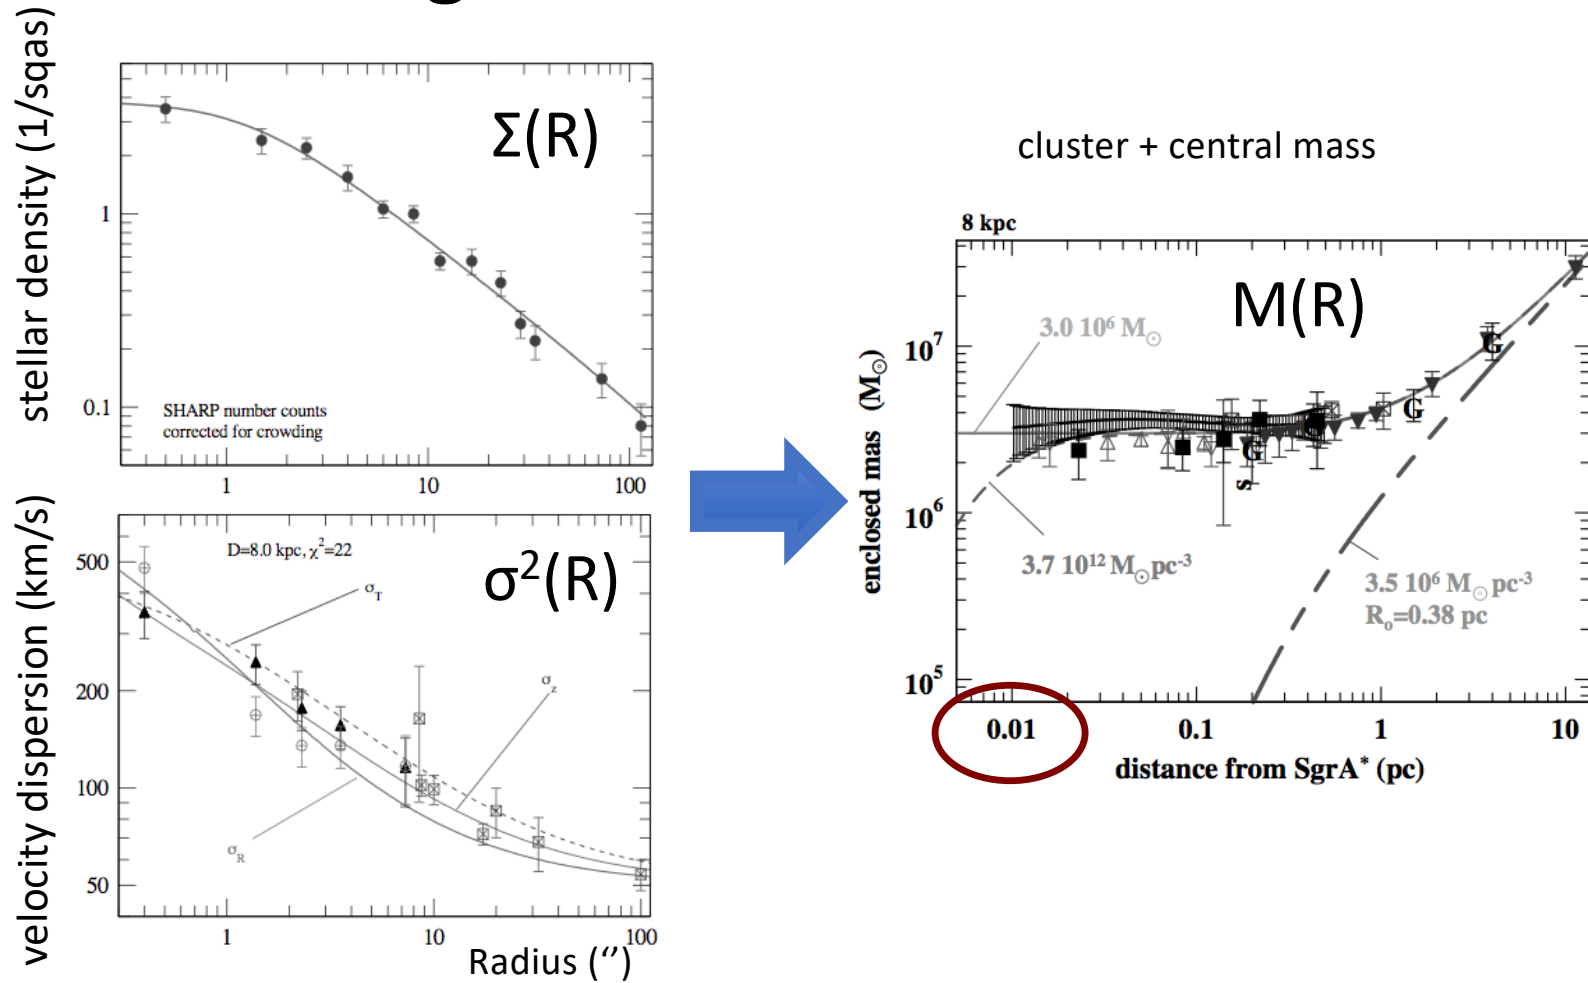 g
stellar density (1/sqas)
Σ(R)
SHARP number counts
corrected for crowding
1
0.1
1 10 100
velocity dispersion (km/s)
D=8.0 kpc, χ²=22
σ²(R)
σ_T
σ_z
σ_R
500
200
100
50
1 10 100
Radius (‘’)
cluster + central mass
8 kpc
M(R)
3.0 10⁶ M☉
enclosed mas (M☉)
10⁷
10⁶
10⁵
G
G
G
G
s
3.7 10¹² M☉pc⁻³
3.5 10⁶ M☉pc⁻³
R₀=0.38 pc
0.01 0.1 1 10
distance from SgrA* (pc)